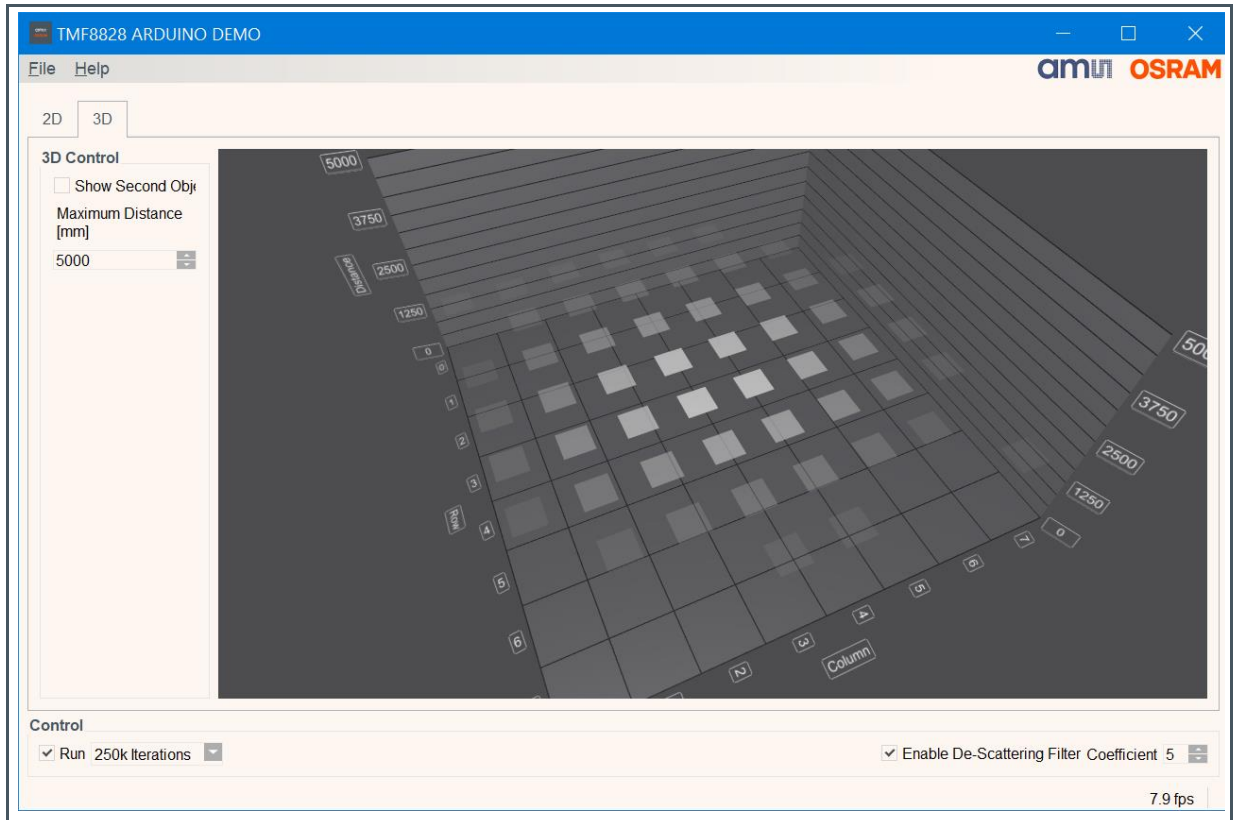 TMF8828 ARDUINO DEMO
File Help
amu OSRAM
2D 3D
3D Control
Show Second Obj
Maximum Distance
[mm]
5000
5000
3750
2500
Distance
1250
0
0
1
2
3
Row
4
5
6
500
3750
2500
1250
0
7
6
5
4
3
2
Column
Control
Run 250k Iterations
Enable De-Scattering Filter Coefficient 5
7.9 fps